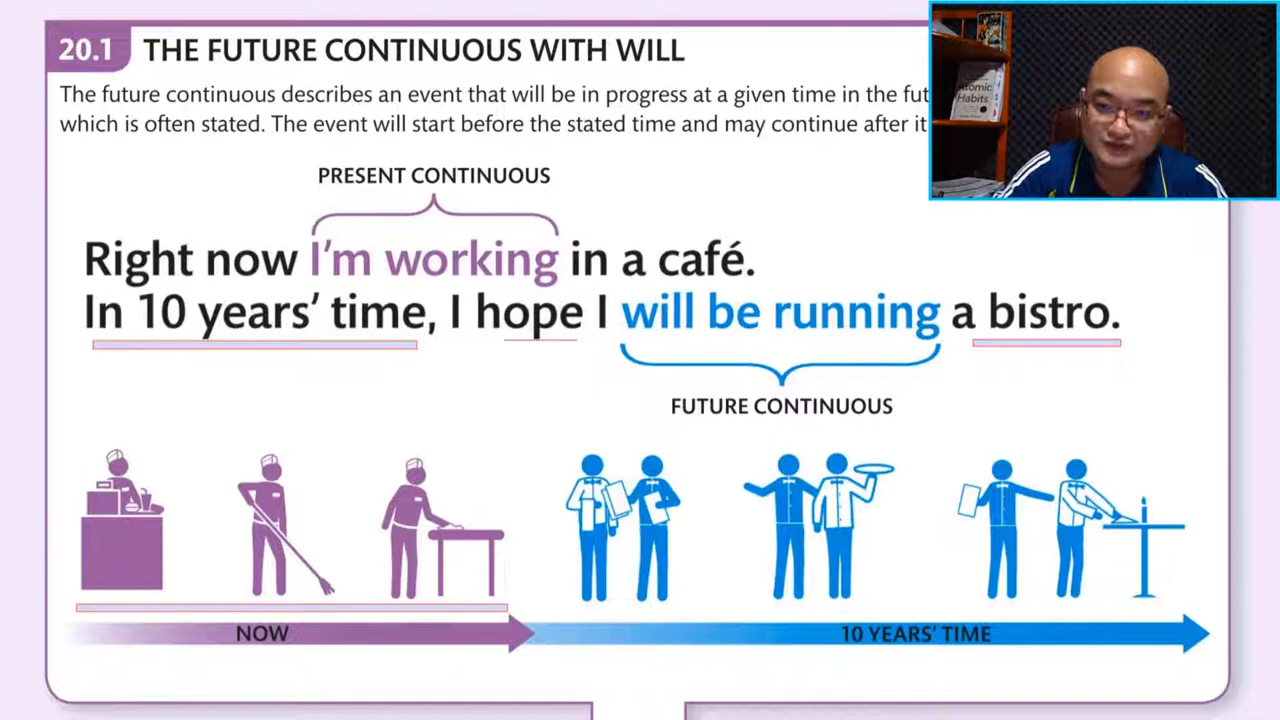 20.1 THE FUTURE CONTINUOUS WITH WILL
The future continuous describes an event that will be in progress at a given time in the
which is often stated. The event will start before the stated time and may continue after it
PRESENT CONTINUOUS
Right now I'm working in a café.
In 10 years' time, I hope I will be running a bistro.
FUTURE CONTINUOUS
NOW
10 YEARS' TIME
Atomic
Habits